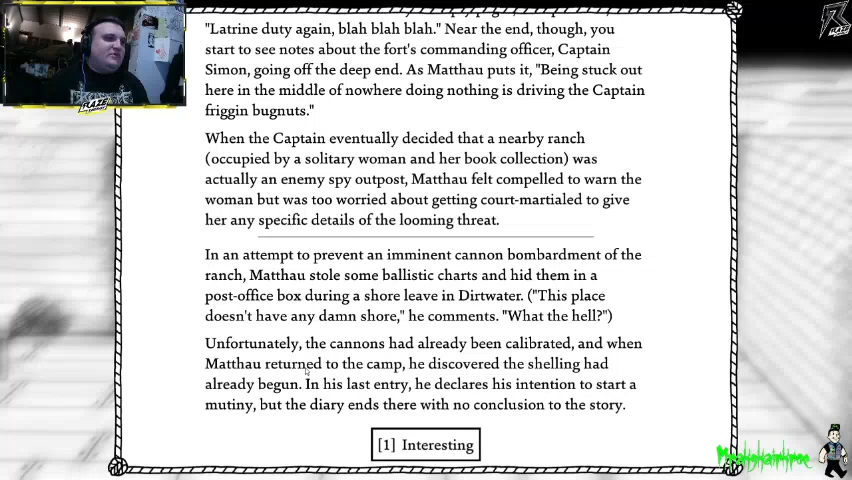 "Latrine duty again, blah blah blah." Near the end, though, you
start to see notes about the fort's commanding officer, Captain
Simon, going off the deep end. As Matthau puts it, "Being stuck out
here in the middle of nowhere doing nothing is driving the Captain
friggin bugnuts."
When the Captain eventually decided that a nearby ranch
(occupied by a solitary woman and her book collection) was
actually an enemy spy outpost, Matthau felt compelled to warn the
woman but was too worried about getting court-martialed to give
her any specific details of the looming threat.
In an attempt to prevent an imminent cannon bombardment of the
ranch, Matthau stole some ballistic charts and hid them in a
post-office box during a shore leave in Dirtwater. ("This place
doesn't have any damn shore," he comments. "What the hell?")
Unfortunately, the cannons had already been calibrated, and when
Matthau returned to the camp, he discovered the shelling had
already begun. In his last entry, he declares his intention to start a
mutiny, but the diary ends there with no conclusion to the story.
[1] Interesting